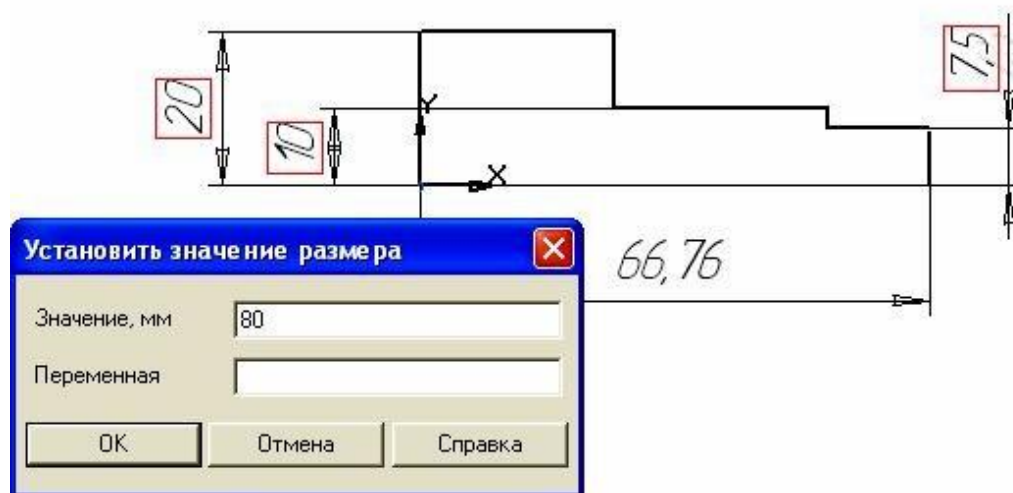 20
10
7,5
Y
X
66,76
Установить значение размера
Значение, мм
80
Переменная
OK
Отмена
Справка